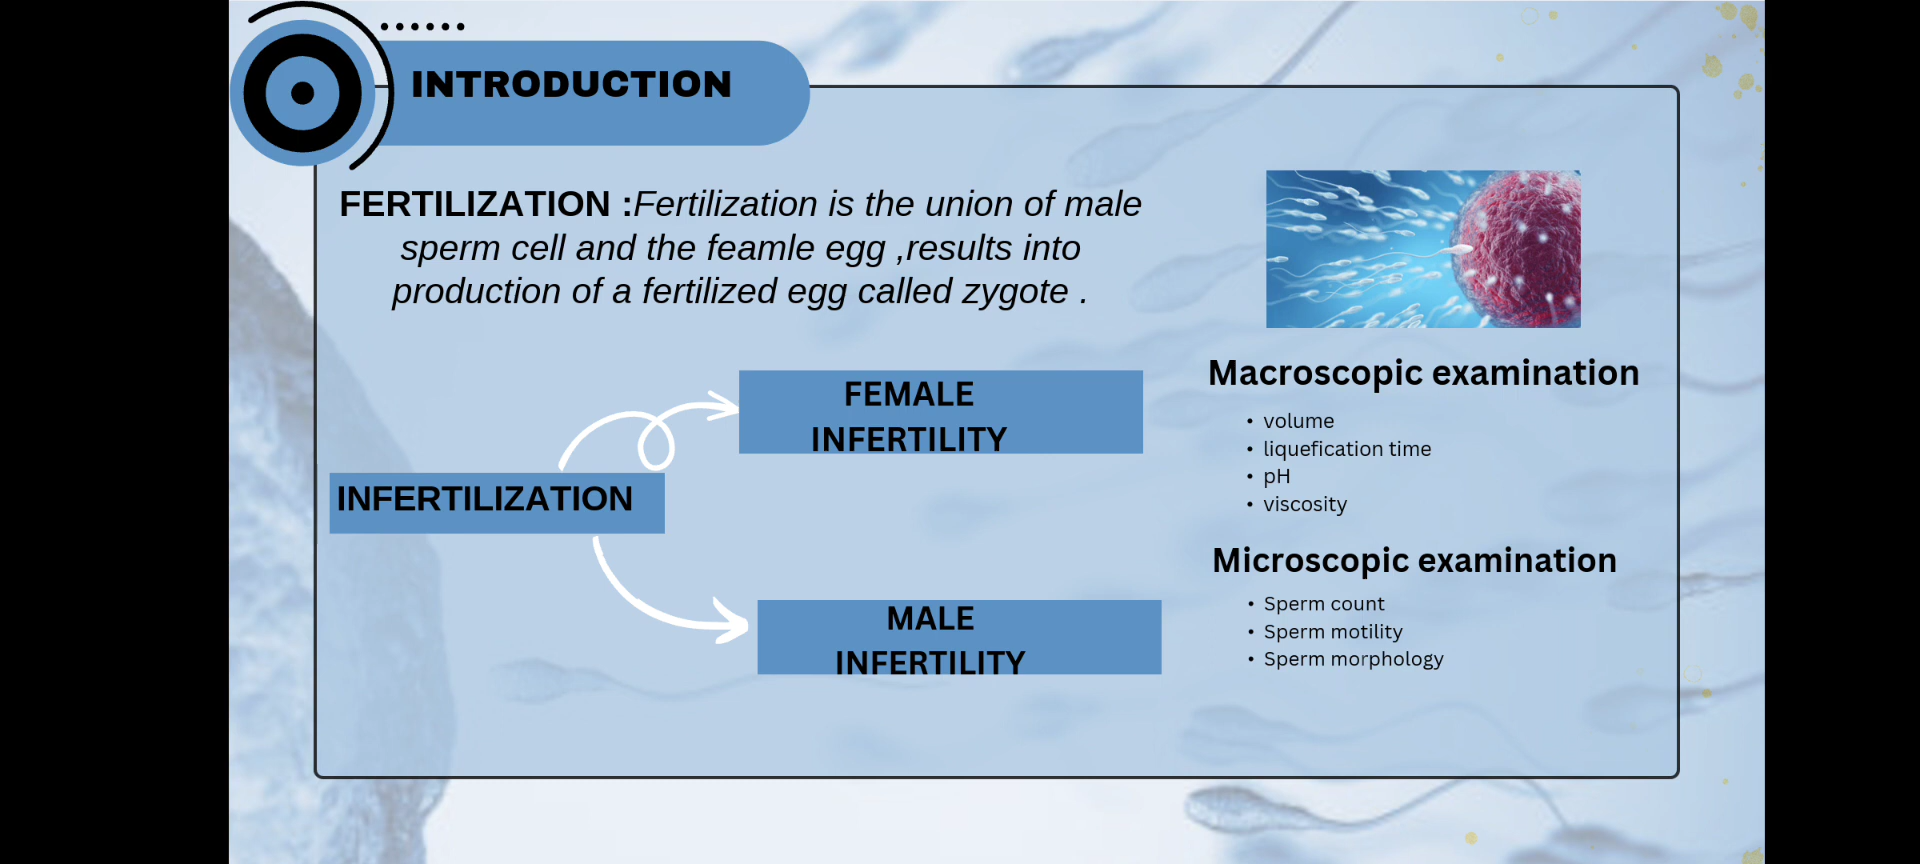 INTRODUCTION
FERTILIZATION :Fertilization is the union of male
sperm cell and the feamle egg ,results into
production of a fertilized egg called zygote .
FEMALE
INFERTILITY
INFERTILIZATION
MALE
INFERTILITY
Macroscopic examination
• volume
• liquefication time
• pH
• viscosity
Microscopic examination
• Sperm count
• Sperm motility
• Sperm morphology